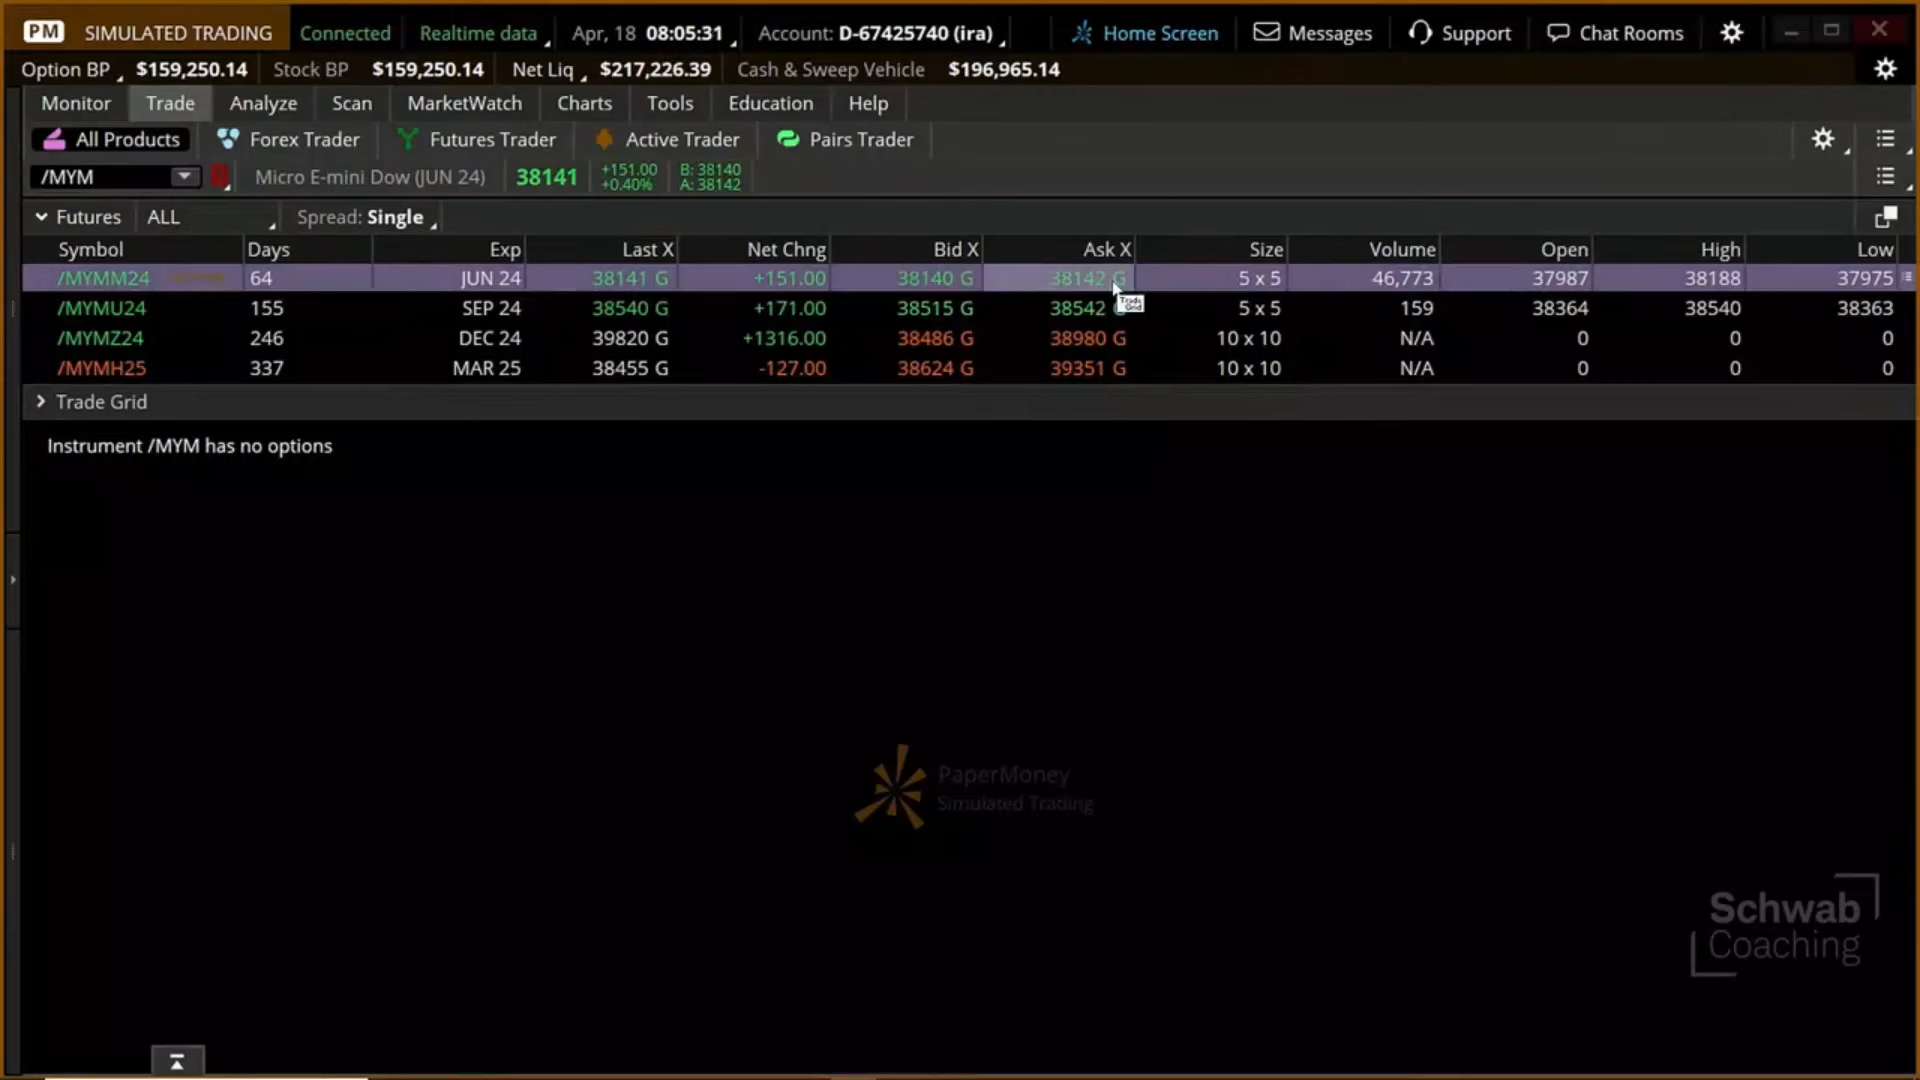 PM SIMULATED TRADING Connected Realtime data Apr, 18 08:05:31 Account: D-67425740 (ira) Home Screen Messages Support Chat Rooms
Option BP $159,250.14 Stock BP $159,250.14 Net Liq $217,226.39 Cash & Sweep Vehicle $196,965.14
Monitor Trade Analyze Scan MarketWatch Charts Tools Education Help
All Products Forex Trader Futures Trader Active Trader Pairs Trader
/MYM Micro E-mini Dow (JUN 24) 38141 +151.00 +0.40% B: 38140 A: 38142
Futures ALL Spread: Single
Symbol Days Exp Last X Net Chng Bid X Ask X Size Volume Open High Low
/MYMM24 64 JUN 24 38141 G +151.00 38140 G 38142 G 5 x 5 46,773 37987 38188 37975
/MYMU24 155 SEP 24 38540 G +171.00 38515 G 38542 G 5 x 5 159 38364 38540 38363
/MYMZ24 246 DEC 24 39820 G +1316.00 38486 G 38980 G 10 x 10 N/A 0 0 0
/MYMH25 337 MAR 25 38455 G -127.00 38624 G 39351 G 10 x 10 N/A 0 0 0
Trade Grid
Instrument /MYM has no options
PaperMoney
Simulated Trading
Schwab
Coaching